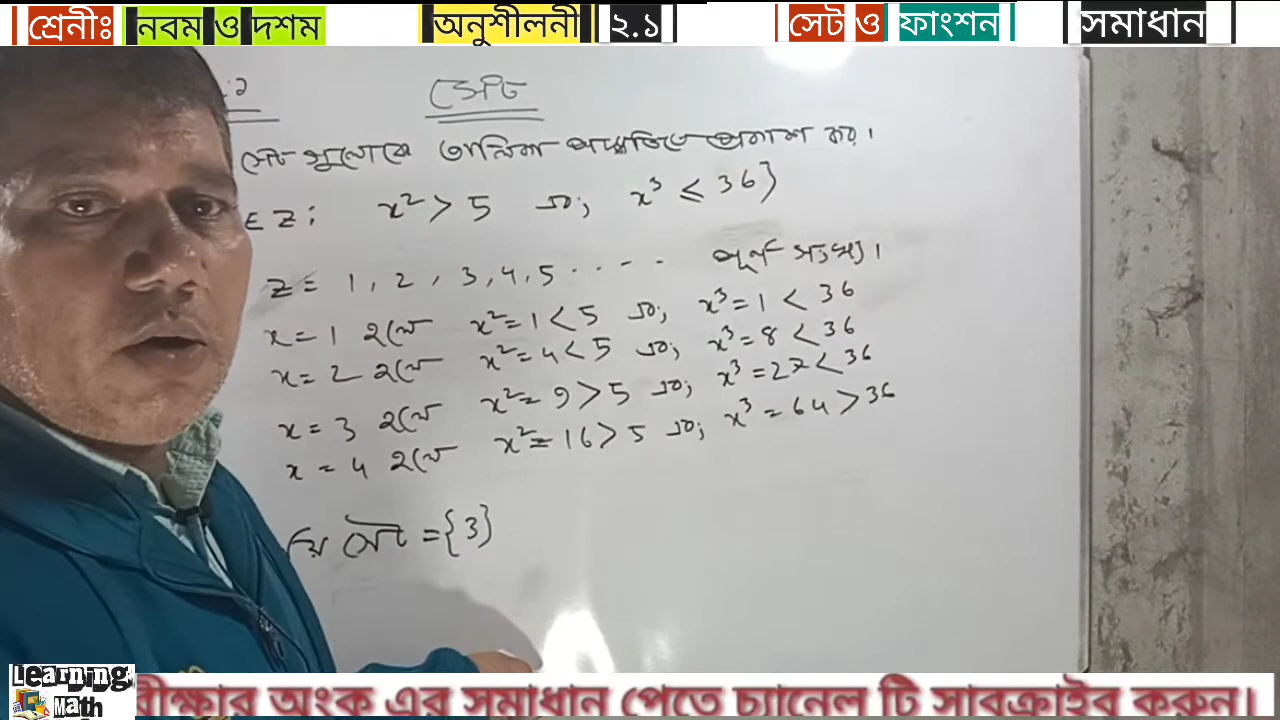 শ্রেনীঃ নবম ও দশম অনুশীলনী ২.১ সেট ও ফাংশন সমাধান
সেট
সেট গুলোকে তালিকা পদ্ধতিতে প্রকাশ কর।
∈ Z : x² > 5 এবং x³ ≤ 36}
Z = 1, 2, 3, 4, 5 . . . . . পূর্ণ সংখ্যা।
x = 1 হলে x² = 1 < 5 এবং x³ = 1 < 36
x = 2 হলে x² = 4 < 5 এবং x³ = 8 < 36
x = 3 হলে x² = 9 > 5 এবং x³ = 27 < 36
x = 4 হলে x² = 16 > 5 এবং x³ = 64 > 36
সেট = {3}
Learning
Math
রীক্ষার অংক এর সমাধান পেতে চ্যানেল টি সাবক্রাইব করুন।